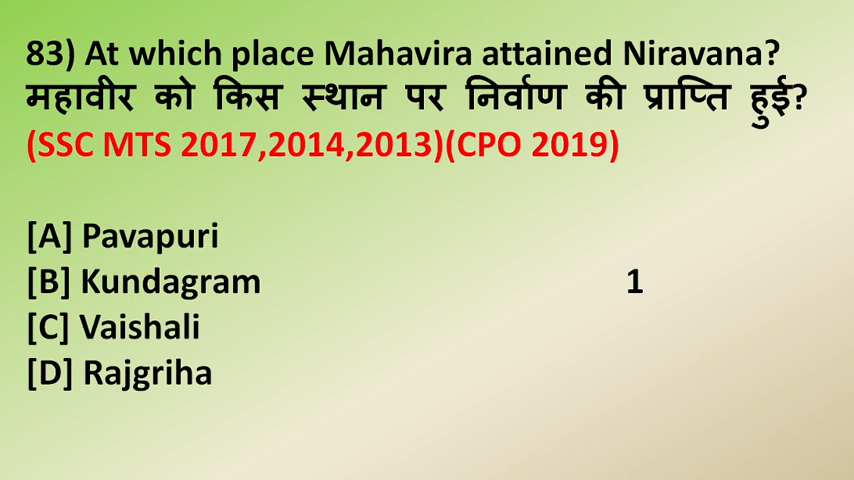 83) At which place Mahavira attained Niravana?
महावीर को किस स्थान पर निर्वाण की प्राप्ति हुई?
(SSC MTS 2017,2014,2013)(CPO 2019)
[A] Pavapuri
[B] Kundagram 1
[C] Vaishali
[D] Rajgriha